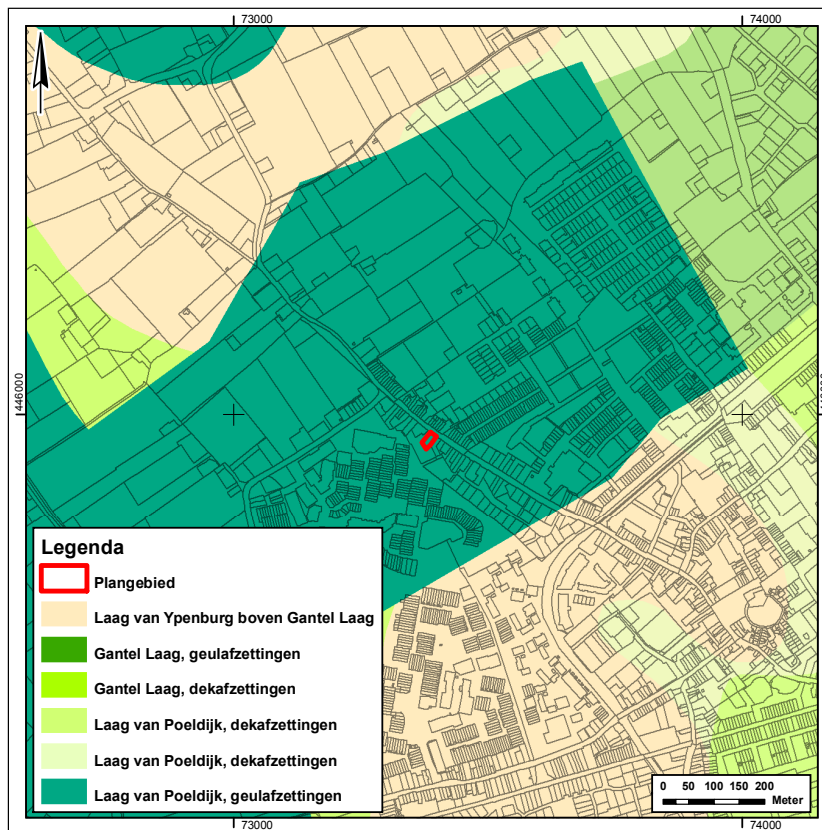 73000
74000
446000
Legenda
Plangebied
Laag van Ypenburg boven Gantel Laag
Gantel Laag, geulafzettingen
Gantel Laag, dekafzettingen
Laag van Poeldijk, dekafzettingen
Laag van Poeldijk, dekafzettingen
Laag van Poeldijk, geulafzettingen
0 50 100 150 200
Meter
73000
74000